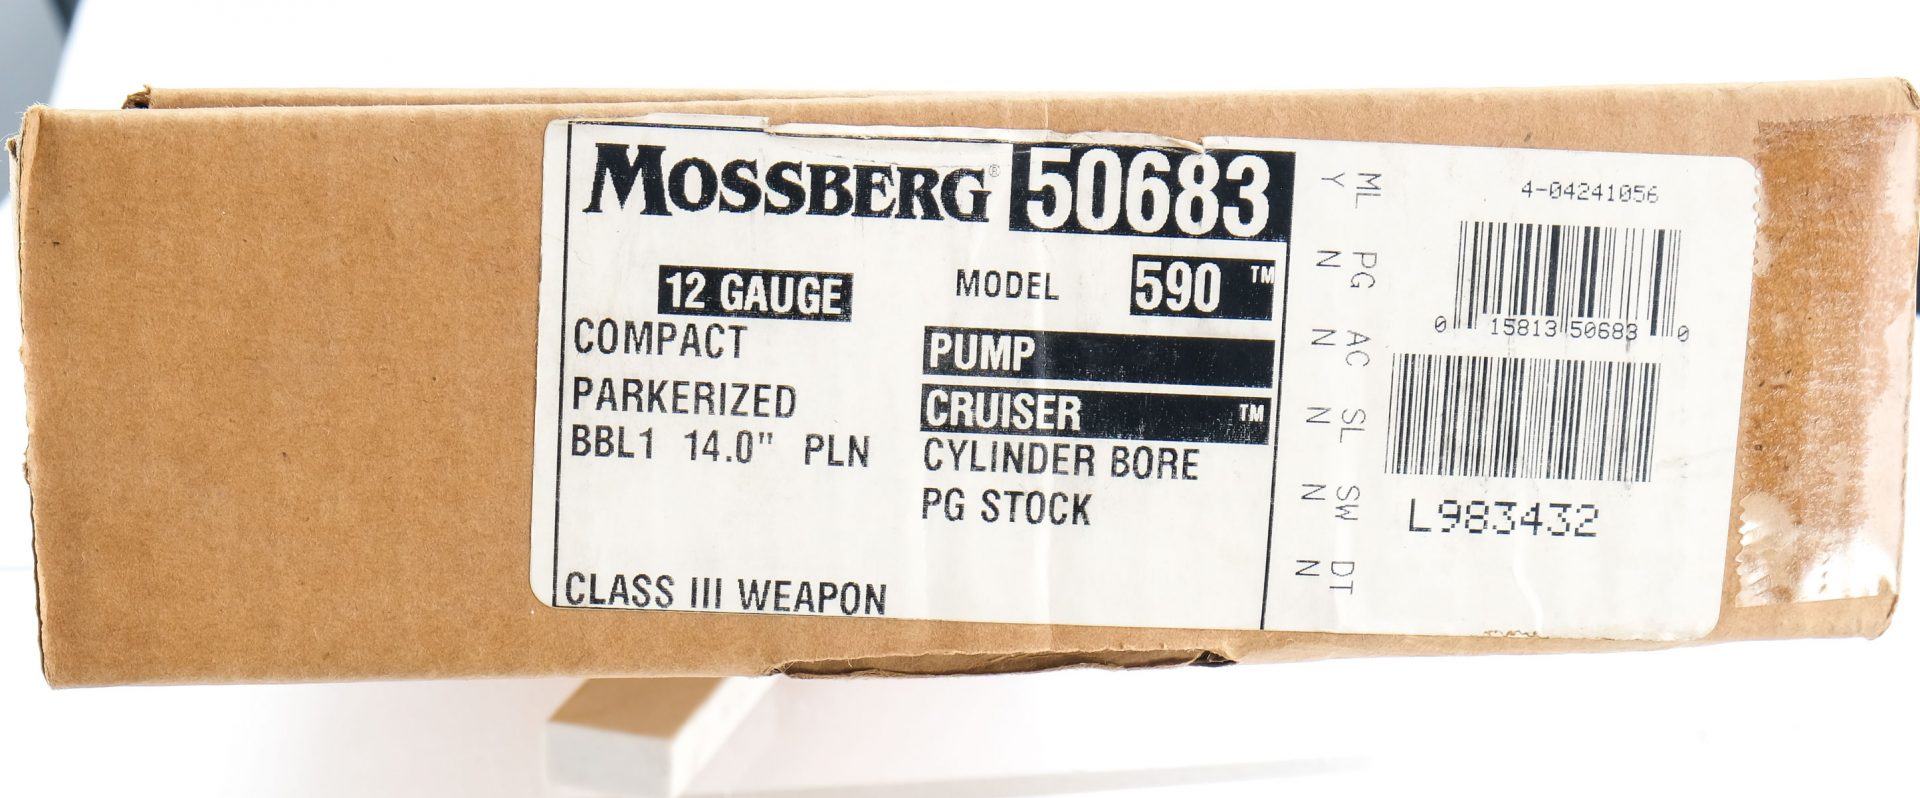 MOSSBERG® 50683
12 GAUGE MODEL 590 ™
COMPACT PUMP
PARKERIZED CRUISER ™
BBL1 14.0" PLN CYLINDER BORE
PG STOCK
CLASS III WEAPON
ML PG AC SL SW DT
Y N N N N N
4-04241056
0 15813 50683 0
L983432